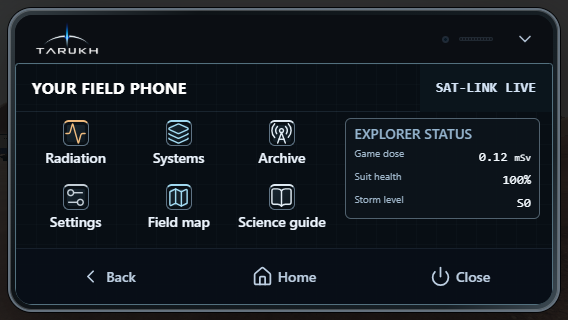 TARUKH
YOUR FIELD PHONE
SAT-LINK LIVE
Radiation
Systems
Archive
Settings
Field map
Science guide
EXPLORER STATUS
Game dose 0.12 mSv
Suit health 100%
Storm level S0
Back
Home
Close